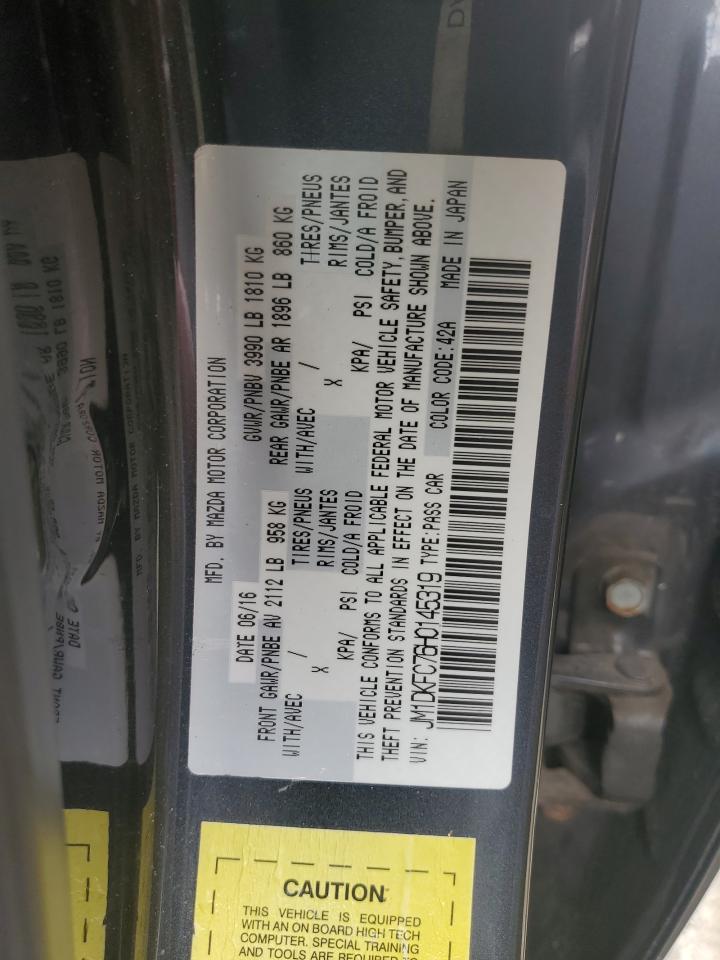 MFD. BY MAZDA MOTOR CORPORATION
DATE 06/16 GVWR/PNBV 3990 LB 1810 KG
FRONT GAWR/PNBE AV 2112 LB 958 KG REAR GAWR/PNBE AR 1896 LB 860 KG
WITH/AVEC TIRES/PNEUS WITH/AVEC TIRES/PNEUS
/ RIMS/JANTES / RIMS/JANTES
X X
KPA/ PSI COLD/A FROID KPA/ PSI COLD/A FROID
THIS VEHICLE CONFORMS TO ALL APPLICABLE FEDERAL MOTOR VEHICLE SAFETY, BUMPER, AND
THEFT PREVENTION STANDARDS IN EFFECT ON THE DATE OF MANUFACTURE SHOWN ABOVE.
VIN: JM1DKFC76H0145319 TYPE:PASS CAR COLOR CODE:42A MADE IN JAPAN
CAUTION
THIS VEHICLE IS EQUIPPED
WITH AN ON BOARD HIGH TECH
COMPUTER. SPECIAL TRAINING
AND TOOLS ARE REQUIRED TO